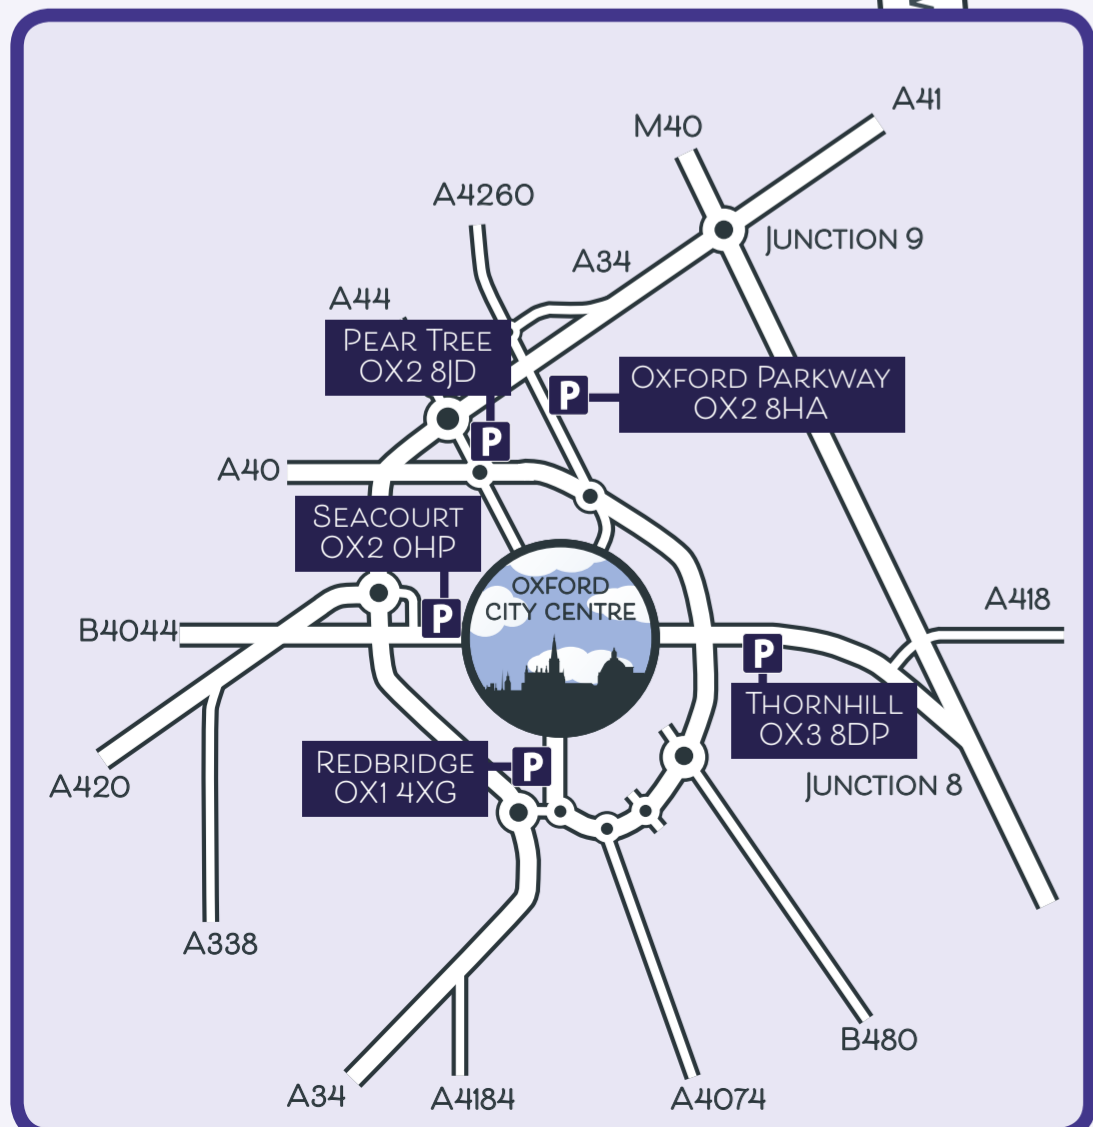 A41
M40
A4260
JUNCTION 9
A34
A44
PEAR TREE
OX2 8JD
P
OXFORD PARKWAY
OX2 8HA
P
A40
SEACOURT
OX2 0HP
OXFORD
CITY CENTRE
A418
P
B4044
P
THORNHILL
OX3 8DP
REDBRIDGE
OX1 4XG
P
A420
JUNCTION 8
A338
B480
A34
A4184
A4074